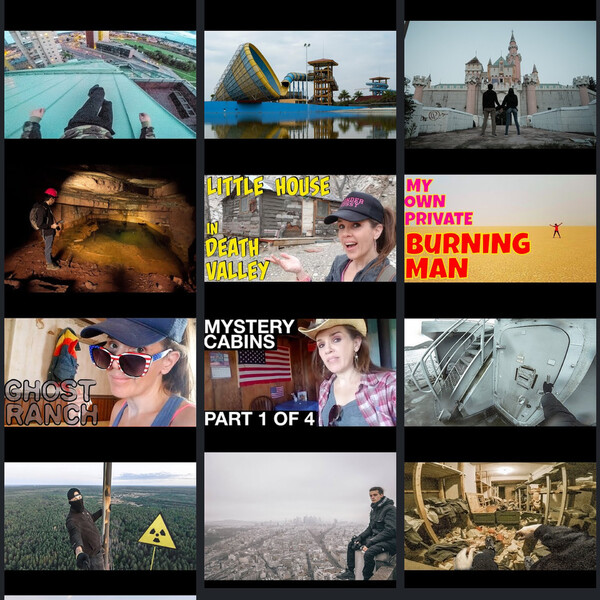 LITTLE HOUSE
IN
DEATH
VALLEY
MY
OWN
PRIVATE
BURNING
MAN
GHOST
RANCH
MYSTERY
CABINS
PART 1 OF 4